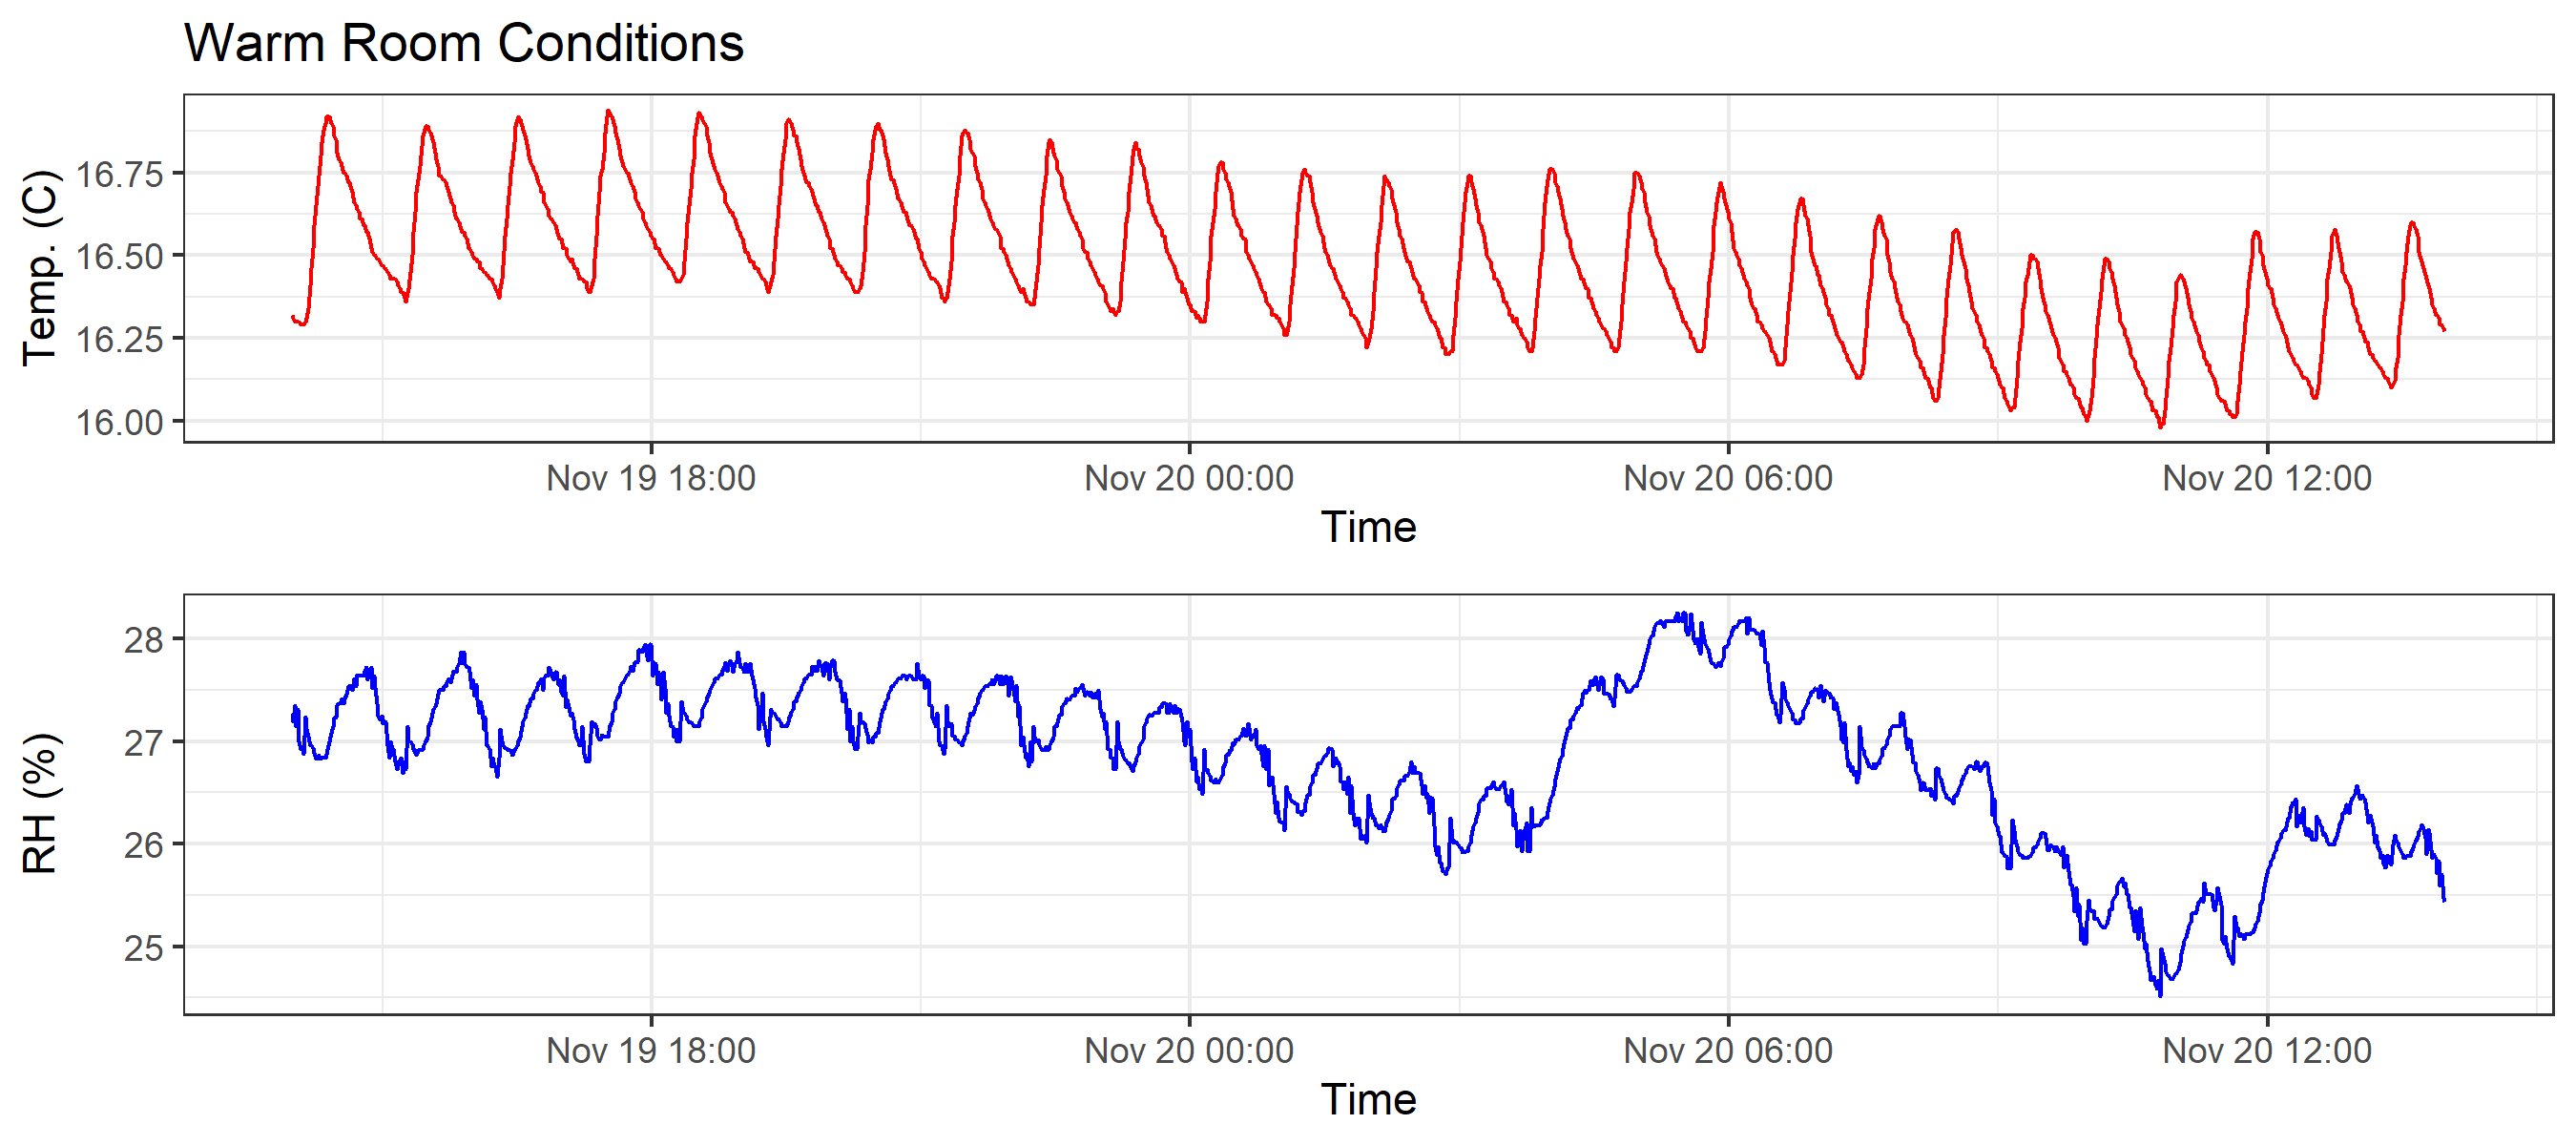 Warm Room Conditions
Temp. (C)
16.75
16.50
16.25
16.00
Nov 19 18:00 Nov 20 00:00 Nov 20 06:00 Nov 20 12:00
Time
RH (%)
28
27
26
25
Nov 19 18:00 Nov 20 00:00 Nov 20 06:00 Nov 20 12:00
Time